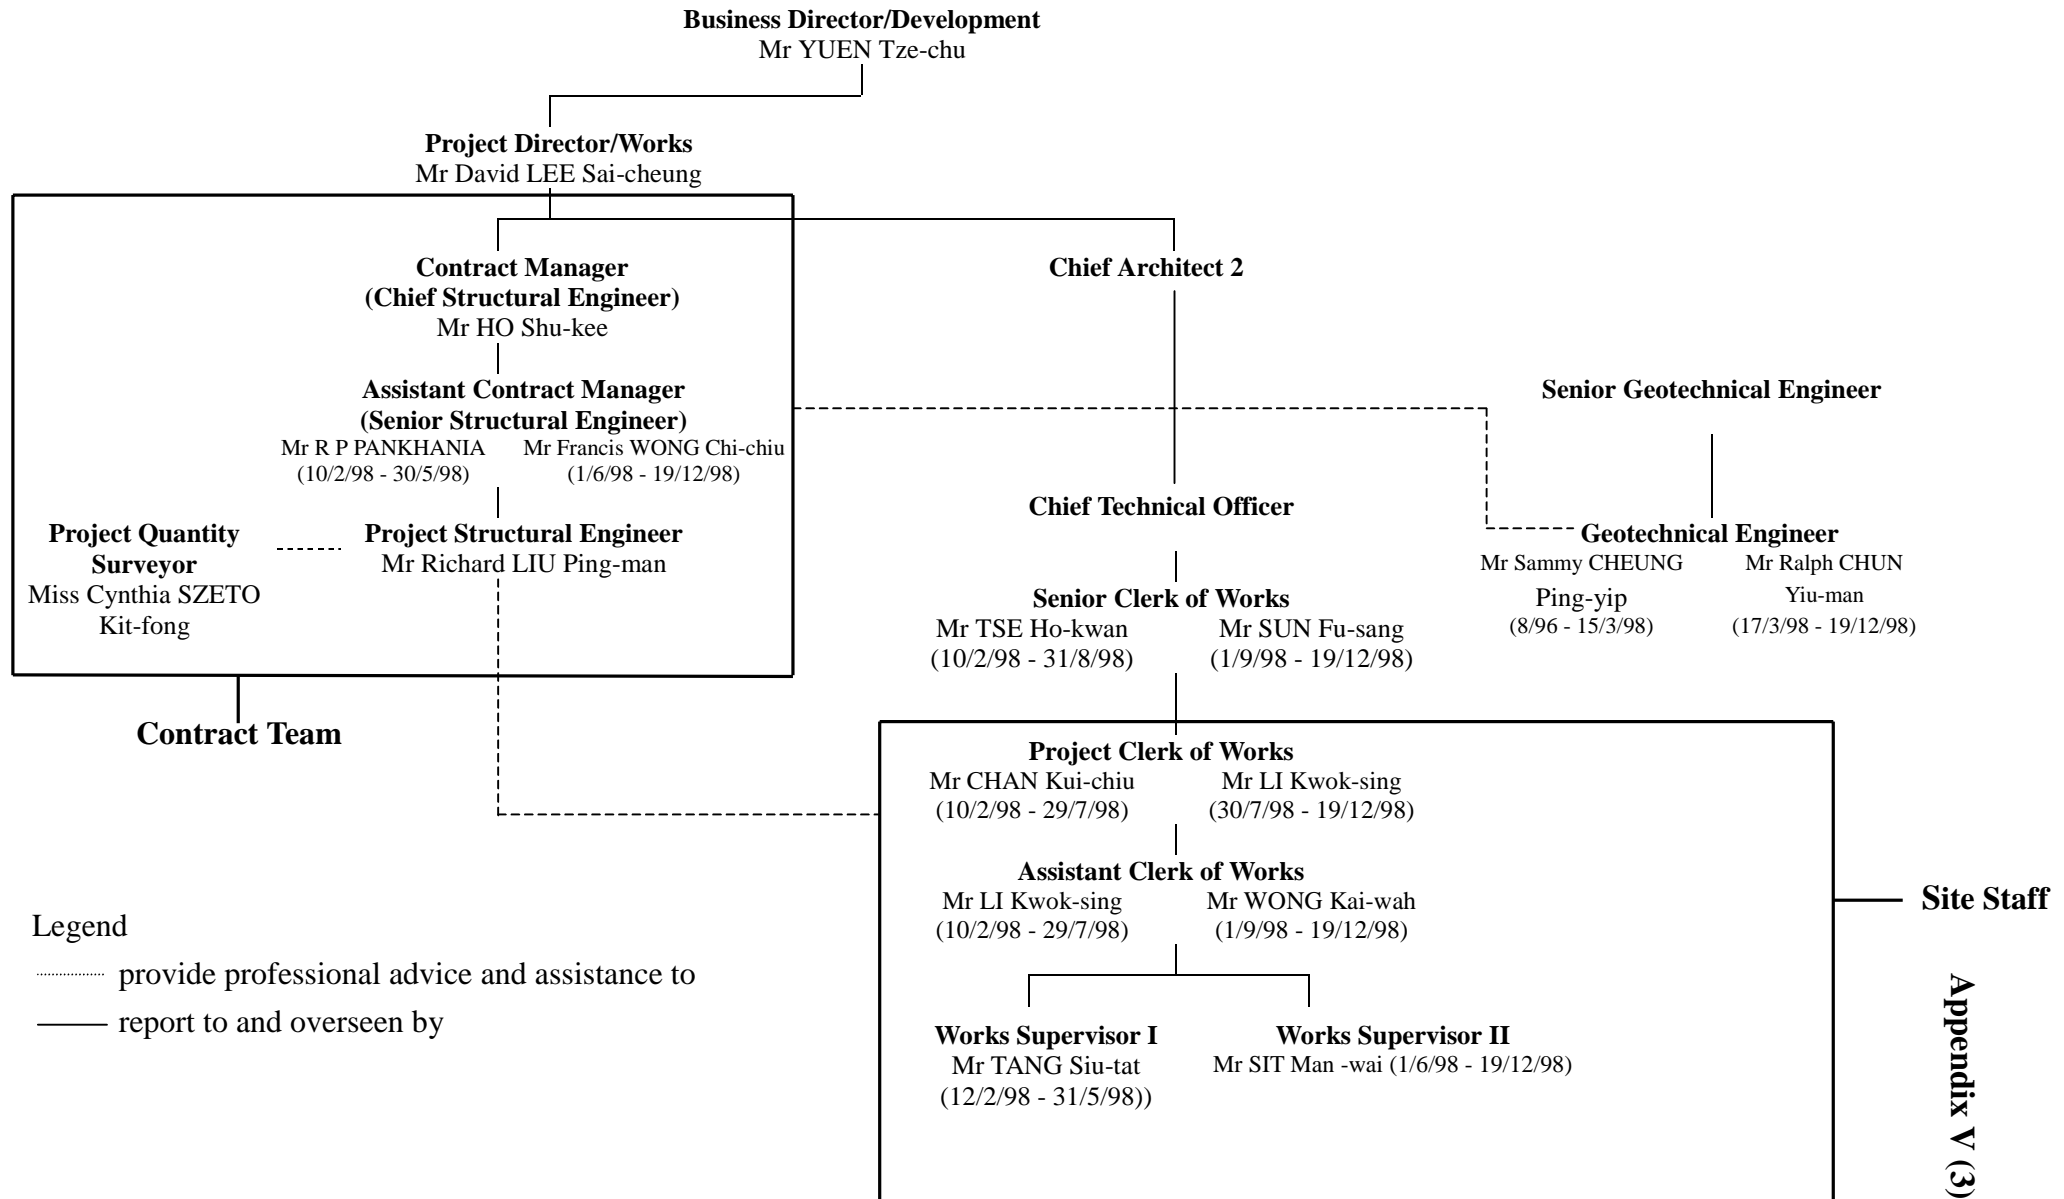 Business Director/Development
Mr YUEN Tze-chu
Project Director/Works
Mr David LEE Sai-cheung
Contract Manager
(Chief Structural Engineer)
Mr HO Shu-kee
Chief Architect 2
Assistant Contract Manager
(Senior Structural Engineer)
Mr R P PANKHANIA
(10/2/98 - 30/5/98)
Mr Francis WONG Chi-chiu
(1/6/98 - 19/12/98)
Senior Geotechnical Engineer
Project Quantity
Surveyor
Miss Cynthia SZETO
Kit-fong
Project Structural Engineer
Mr Richard LIU Ping-man
Chief Technical Officer
Geotechnical Engineer
Mr Sammy CHEUNG
Ping-yip
(8/96 - 15/3/98)
Mr Ralph CHUN
Yiu-man
(17/3/98 - 19/12/98)
Senior Clerk of Works
Mr TSE Ho-kwan
(10/2/98 - 31/8/98)
Mr SUN Fu-sang
(1/9/98 - 19/12/98)
Contract Team
Project Clerk of Works
Mr CHAN Kui-chiu
(10/2/98 - 29/7/98)
Mr LI Kwok-sing
(30/7/98 - 19/12/98)
Assistant Clerk of Works
Mr LI Kwok-sing
(10/2/98 - 29/7/98)
Mr WONG Kai-wah
(1/9/98 - 19/12/98)
Site Staff
Works Supervisor I
Mr TANG Siu-tat
(12/2/98 - 31/5/98))
Works Supervisor II
Mr SIT Man -wai (1/6/98 - 19/12/98)
Legend
provide professional advice and assistance to
report to and overseen by
Appendix V (3)